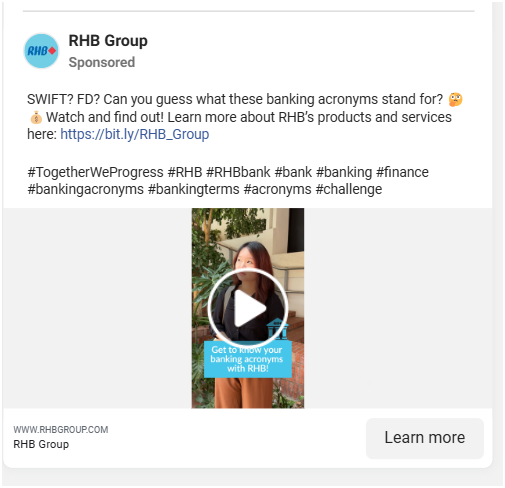 RHB
RHB Group
Sponsored
SWIFT? FD? Can you guess what these banking acronyms stand for? 🤔
💰 Watch and find out! Learn more about RHB's products and services
here: https://bit.ly/RHB_Group
#TogetherWeProgress #RHB #RHBbank #bank #banking #finance
#bankingacronyms #bankingterms #acronyms #challenge
Get to know your
banking acronyms
with RHB!
WWW.RHBGROUP.COM
RHB Group
Learn more